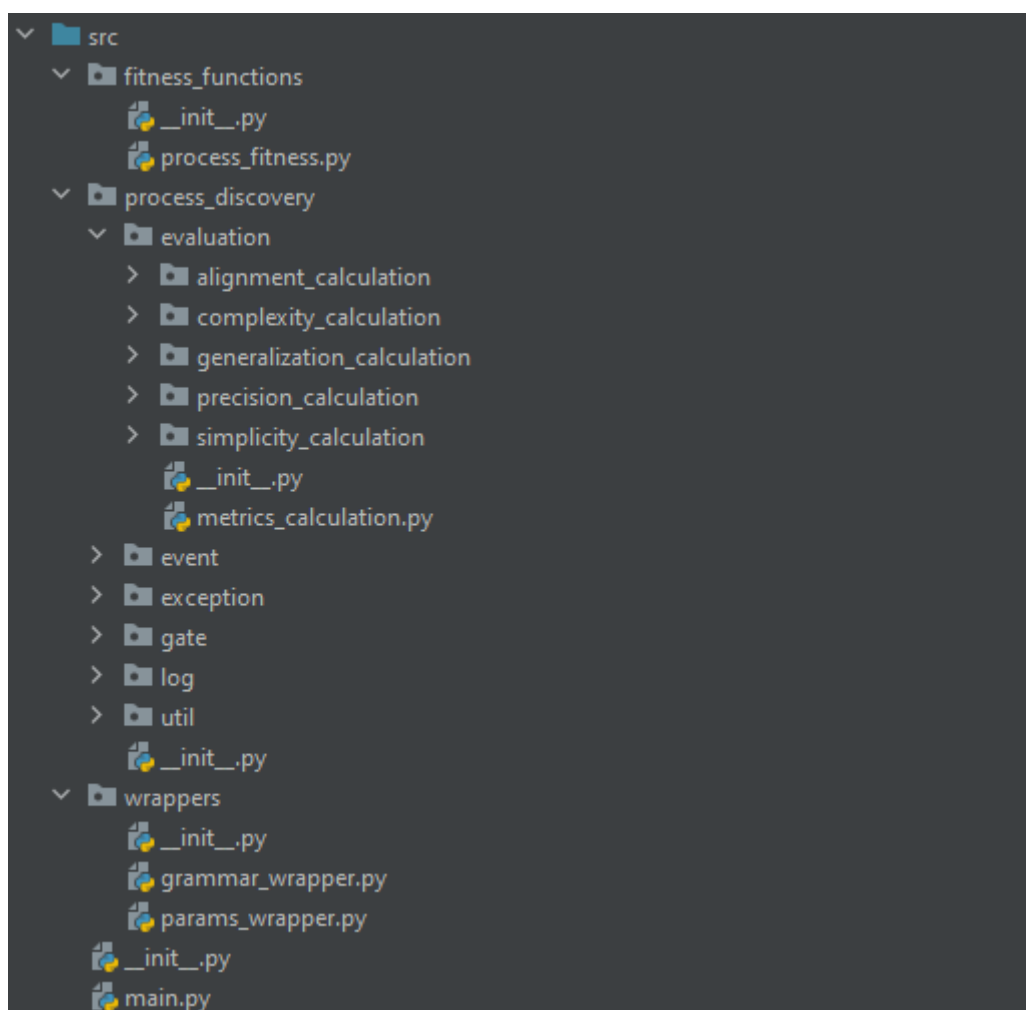 src
fitness_functions
__init__.py
process_fitness.py
process_discovery
evaluation
alignment_calculation
complexity_calculation
generalization_calculation
precision_calculation
simplicity_calculation
__init__.py
metrics_calculation.py
event
exception
gate
log
util
__init__.py
wrappers
__init__.py
grammar_wrapper.py
params_wrapper.py
__init__.py
main.py